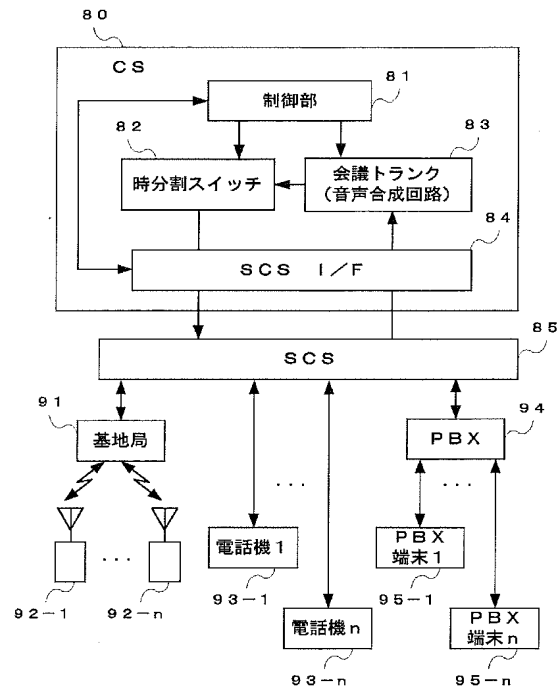 80
CS
81
制御部
82
83
時分割スイッチ
会議トランク
(音声合成回路)
84
SCS I/F
85
SCS
91
94
基地局
PBX
...
...
...
電話機1
PBX
端末1
92-1
92-n
93-1
95-1
電話機n
PBX
端末n
93-n
95-n